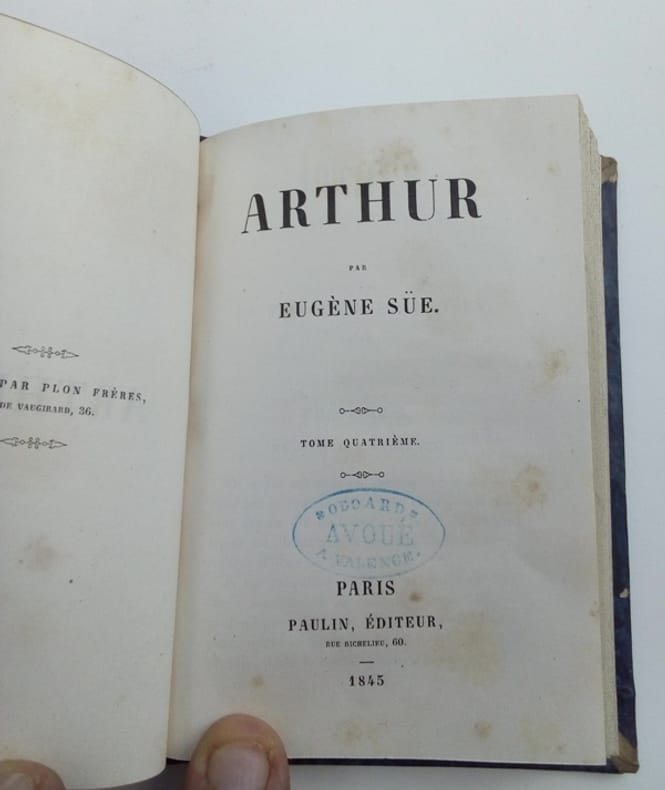 PAR PLON FRÈRES,
DE VAUGIRARD, 36.
ARTHUR
PAR
EUGÈNE SÜE.
TOME QUATRIÈME.
ODOARD
AVOUÉ
A VALENCE.
PARIS
PAULIN, ÉDITEUR,
RUE RICHELIEU, 60.
1845